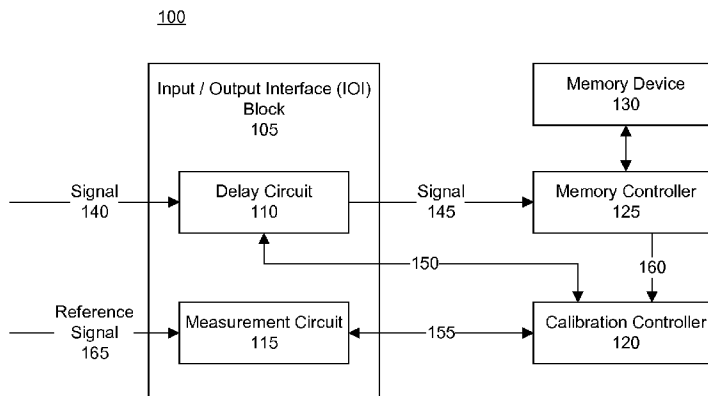 100
Input / Output Interface (IOI)
Block
105
Memory Device
130
Signal
140
Delay Circuit
110
Signal
145
Memory Controller
125
150
160
Reference
Signal
165
Measurement Circuit
115
155
Calibration Controller
120